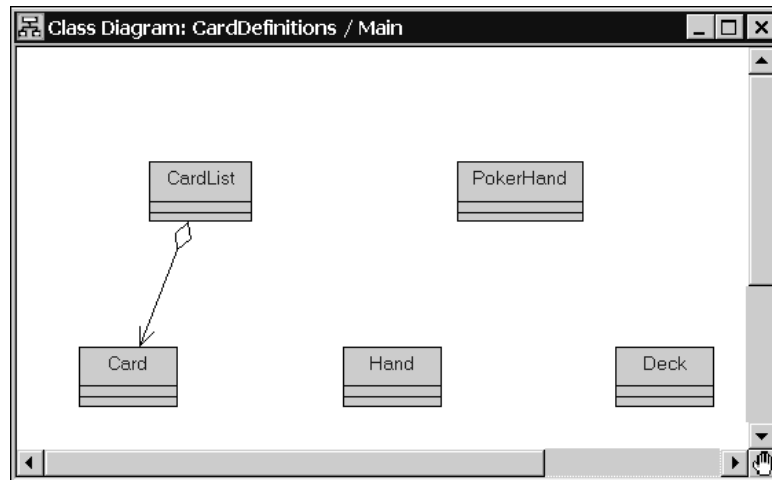 Class Diagram: CardDefinitions / Main
CardList
PokerHand
Card
Hand
Deck